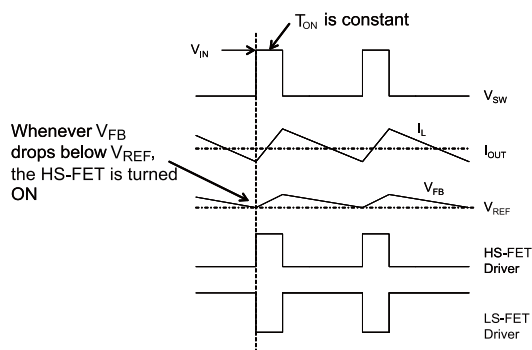 T_ON is constant
V_IN
V_SW
Whenever V_FB
drops below V_REF,
the HS-FET is turned
ON
I_L
I_OUT
V_FB
V_REF
HS-FET
Driver
LS-FET
Driver